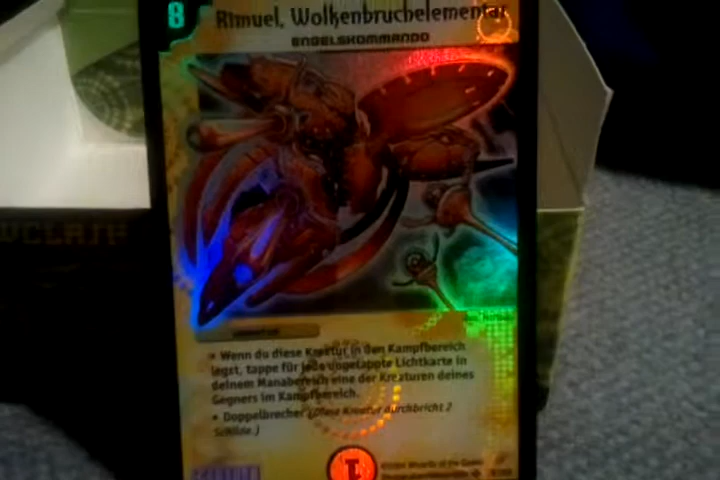 8
Rimuel, Wolkenbruchelementar
ENGELSKOMMANDO
• Wenn du diese Kreatur in den Kampfbereich
legst, tappe für jede ungetappte Lichtkarte in
deinem Manabereich eine der Kreaturen deines
Gegners im Kampfbereich.
• Doppelbrecher (Diese Kreatur durchbricht 2
Schilde.)
1
Wizards of the Coast